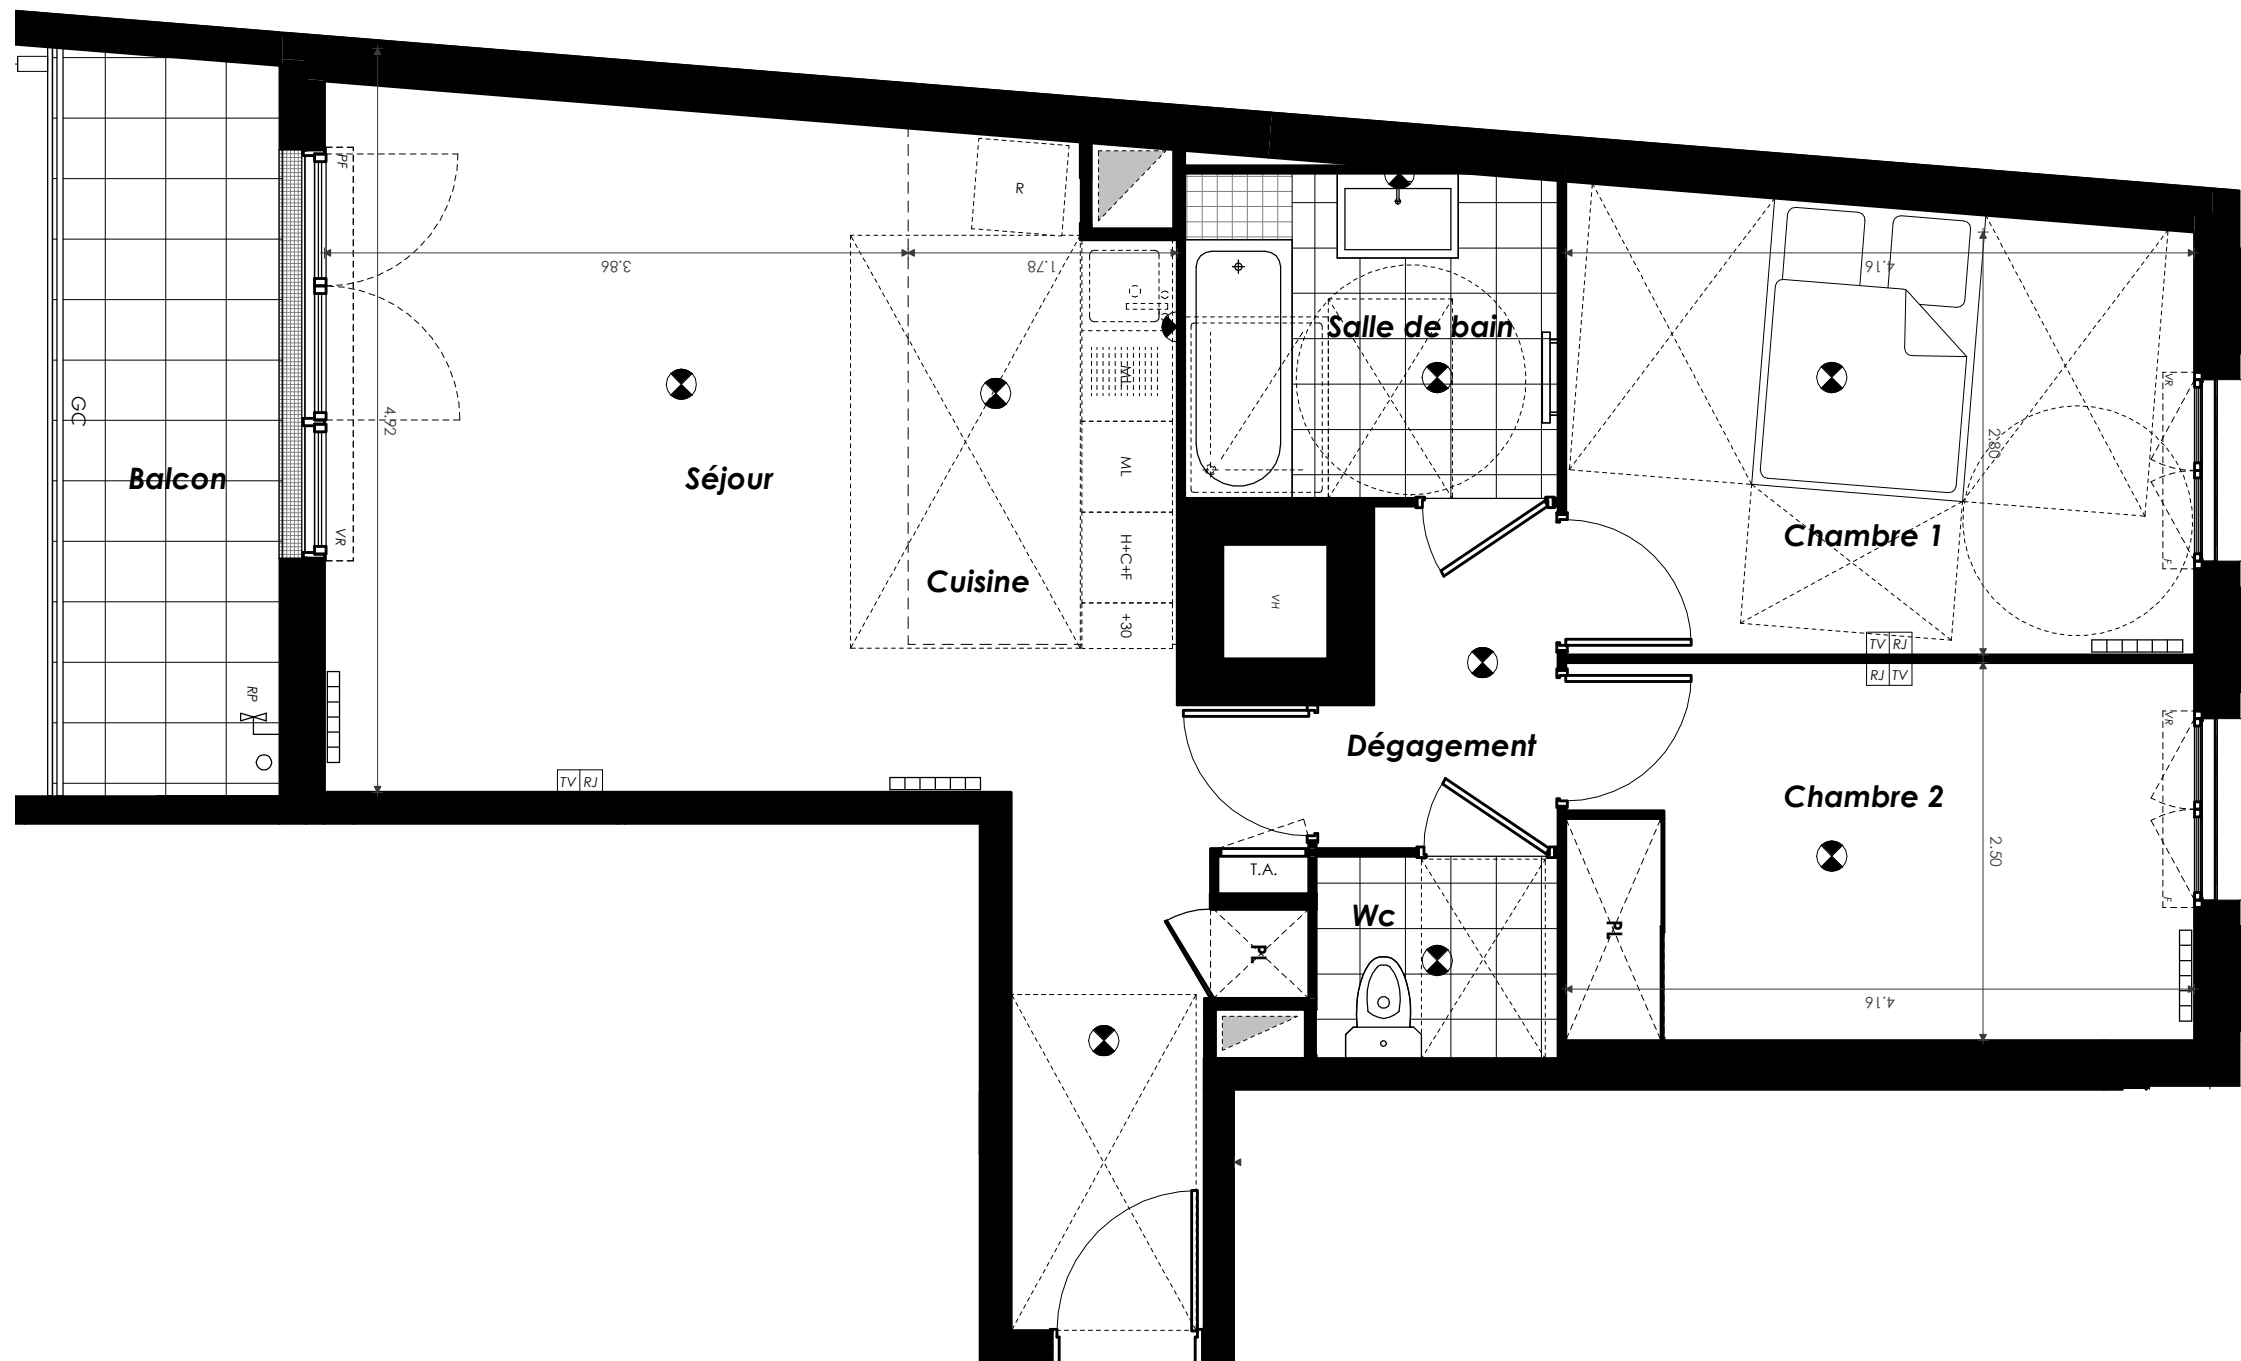 PF
R
3.86
1.78
4.16
Salle de bain
ML
VR
GC
4.92
2.80
Balcon
Séjour
ML
VR
Chambre 1
H+C+F
F
Cuisine
VH
+30
TV RJ
RJ TV
RP
VR
Dégagement
TV RJ
Chambre 2
2.50
T.A.
F
Wc
PL
PL
4.16